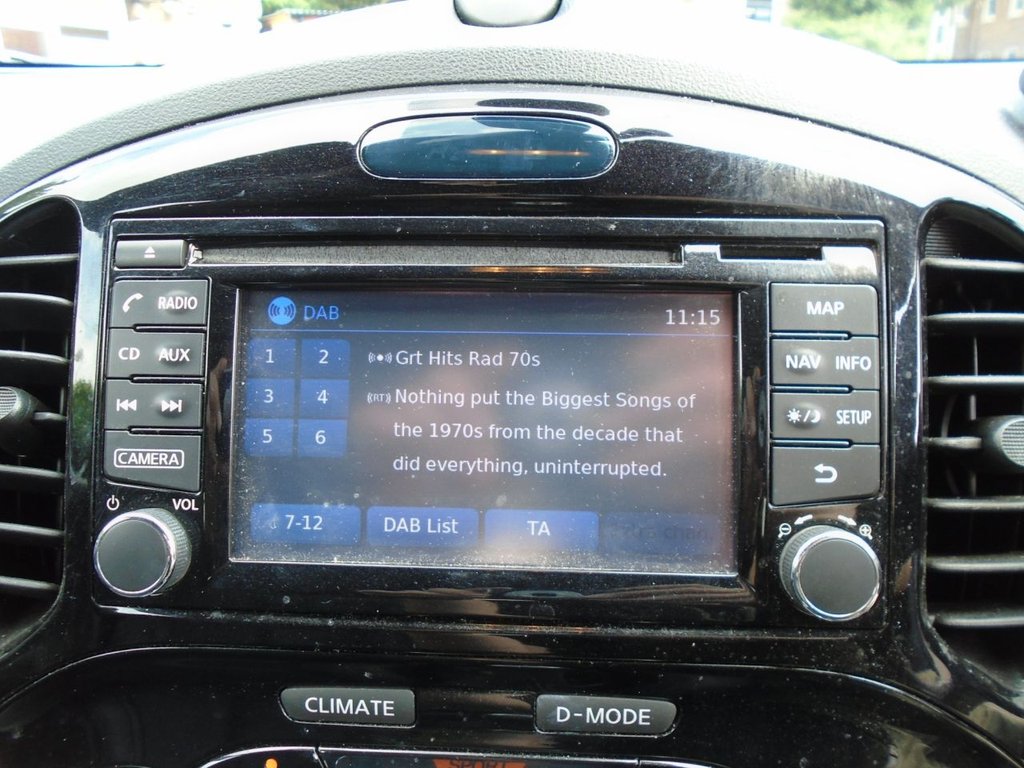 DAB 11:15
RADIO
CD AUX
CAMERA
VOL
1 2
3 4
5 6
Grt Hits Rad 70s
(RT) Nothing put the Biggest Songs of
the 1970s from the decade that
did everything, uninterrupted.
7-12 DAB List TA
MAP
NAV INFO
SETUP
CLIMATE D-MODE
SPORT